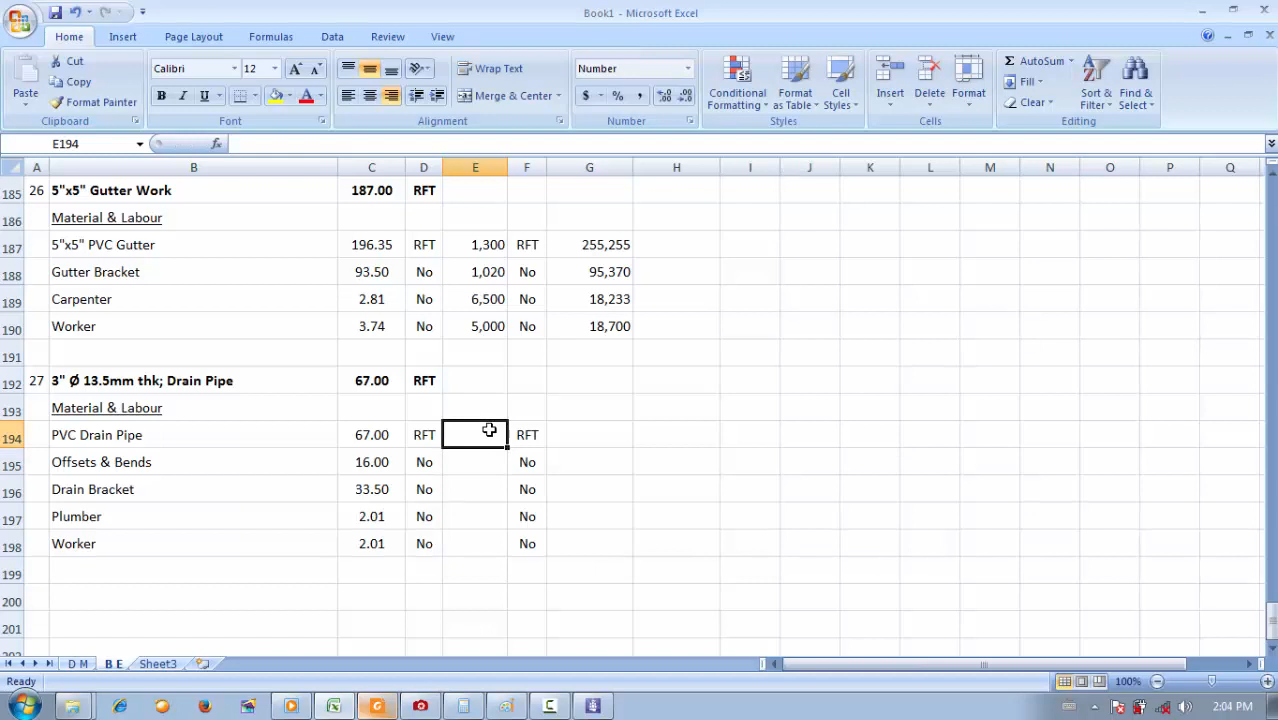 Book1 - Microsoft Excel
Home Insert Page Layout Formulas Data Review View
Paste
Cut
Copy
Format Painter
Clipboard
Calibri 12
B I U
Font
Wrap Text
Merge & Center
Alignment
Number
$ % ,
Number
Conditional Formatting
Format as Table
Cell Styles
Styles
Insert Delete Format
Cells
Σ AutoSum
Fill
Clear
Sort & Filter
Find & Select
Editing
E194 fx
A B C D E F G H I J K L M N O P Q
185 26 5"x5" Gutter Work 187.00 RFT
186 Material & Labour
187 5"x5" PVC Gutter 196.35 RFT 1,300 RFT 255,255
188 Gutter Bracket 93.50 No 1,020 No 95,370
189 Carpenter 2.81 No 6,500 No 18,233
190 Worker 3.74 No 5,000 No 18,700
191
192 27 3" Ø 13.5mm thk; Drain Pipe 67.00 RFT
193 Material & Labour
194 PVC Drain Pipe 67.00 RFT RFT
195 Offsets & Bends 16.00 No No
196 Drain Bracket 33.50 No No
197 Plumber 2.01 No No
198 Worker 2.01 No No
199
200
201
D M B E Sheet3
Ready 100%
2:04 PM